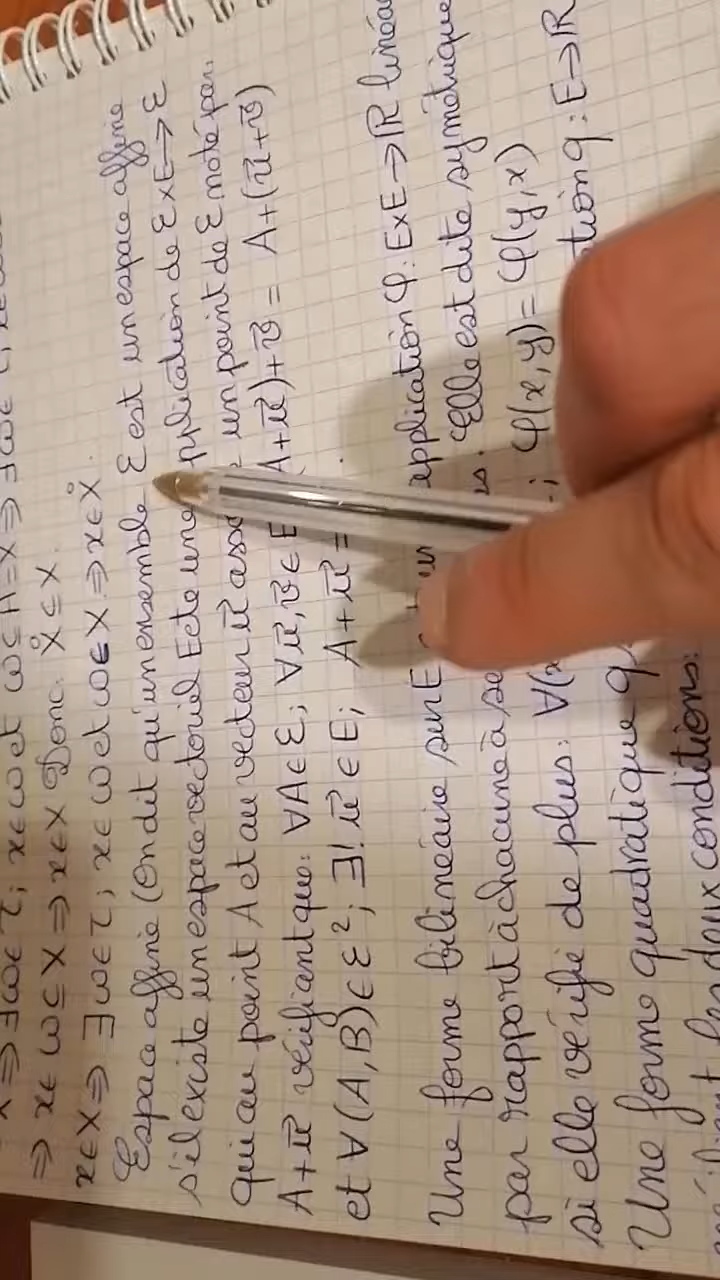 x ⇒ ∃ω∈τ; x∈ω et ω⊆A=X ⇒ ∃ω∈τ;
⇒ x∈ω⊆X ⇒ x∈X Donc X̊⊆X.
x∈X ⇒ ∃ω∈τ; x∈ω et ω⊆X ⇒ x∈X̊.
Espace affine (On dit qu'un ensemble Ɛ est un espace affine
s'il existe un espace vectoriel E et une application de Ɛ×E→Ɛ
qui au point A et au vecteur u⃗ un point de Ɛ noté par:
A+u⃗ vérifiant que: ∀A∈Ɛ; ∀u⃗,v⃗∈E (A+u⃗)+v⃗ = A+(u⃗+v⃗)
et ∀(A,B)∈Ɛ²; ∃! u⃗∈E; A+u⃗ =
Une forme bilinéaire sur E application φ: E×E→ℝ
par rapport à chacune à Elle est dite symétrique
si elle vérifie de plus: φ(x,y)=φ(y,x)
Une forme quadratique q: E→ℝ
les deux conditions: